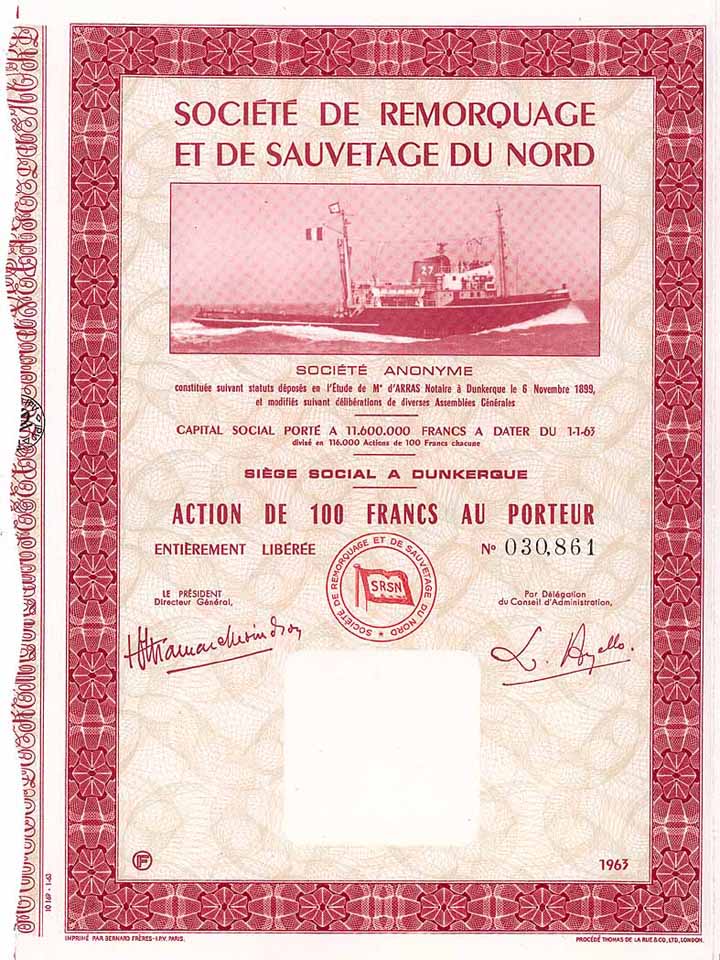 SOCIÉTÉ DE REMORQUAGE
ET DE SAUVETAGE DU NORD
27
SOCIÉTÉ ANONYME
constituée suivant statuts déposés en l'Étude de Mᵉ d'ARRAS Notaire à Dunkerque le 6 Novembre 1899,
et modifiés suivant délibérations de diverses Assemblées Générales
CAPITAL SOCIAL PORTÉ A 11.600.000 FRANCS A DATER DU 1-1-63
divisé en 116.000 Actions de 100 Francs chacune
SIÈGE SOCIAL A DUNKERQUE
ACTION DE 100 FRANCS AU PORTEUR
ENTIÈREMENT LIBÉRÉE
Nº 030,861
SOCIÉTÉ DE REMORQUAGE ET DE SAUVETAGE DU NORD
SRSN
LE PRÉSIDENT
Directeur Général,
Par Délégation
du Conseil d'Administration,
F
1963
10 169 - 1-63
IMPRIMÉ PAR BERNARD FRÈRES-I.P.V. PARIS.
PROCÉDÉ THOMAS DE LA RUE & CO, LTD, LONDON.